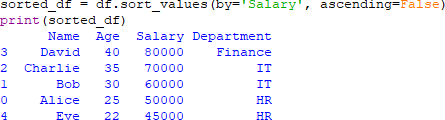 sorted_df = df.sort_values(by='Salary', ascending=False)
print(sorted_df)
      Name  Age  Salary Department
3    David   40   80000    Finance
2  Charlie   35   70000         IT
1      Bob   30   60000         IT
0    Alice   25   50000         HR
4      Eve   22   45000         HR